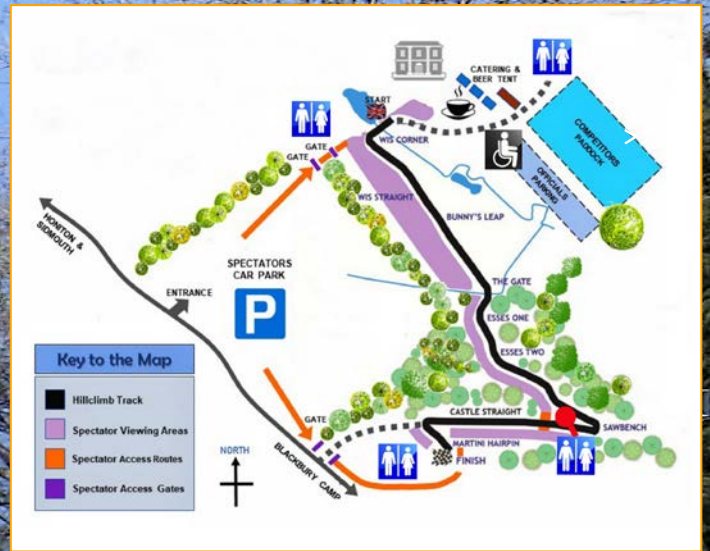 CATERING &
BEER TENT
START
WIS CORNER
COMPETITORS
PADDOCK
OFFICIALS
PARKING
GATE
GATE
WIS STRAIGHT
BUNNY'S LEAP
HONITON &
SIDMOUTH
SPECTATORS
CAR PARK
ENTRANCE
P
THE GATE
ESSES ONE
ESSES TWO
Key to the Map
Hillclimb Track
Spectator Viewing Areas
Spectator Access Routes
Spectator Access Gates
GATE
CASTLE STRAIGHT
SAWBENCH
MARTINI HAIRPIN
FINISH
BLACKBURY CAMP
NORTH